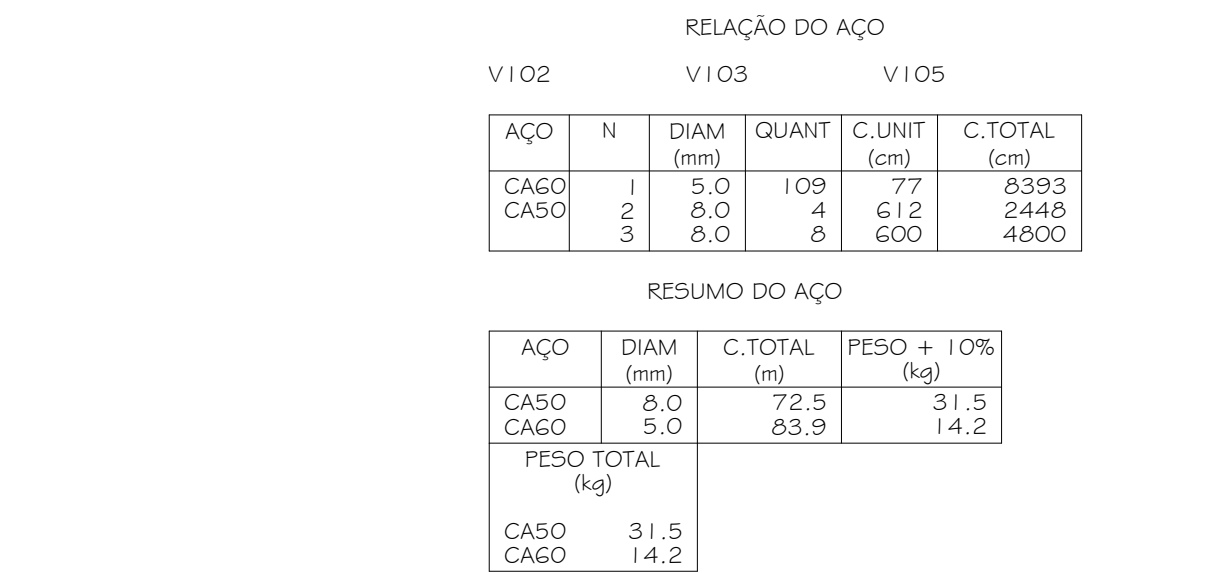 RELAÇÃO DO AÇO
V102 V103 V105
AÇO N DIAM QUANT C.UNIT C.TOTAL
(mm) (cm) (cm)
CA60 1 5.0 109 77 8393
CA50 2 8.0 4 612 2448
3 8.0 8 600 4800
RESUMO DO AÇO
AÇO DIAM C.TOTAL PESO + 10%
(mm) (m) (kg)
CA50 8.0 72.5 31.5
CA60 5.0 83.9 14.2
PESO TOTAL
(kg)
CA50 31.5
CA60 14.2